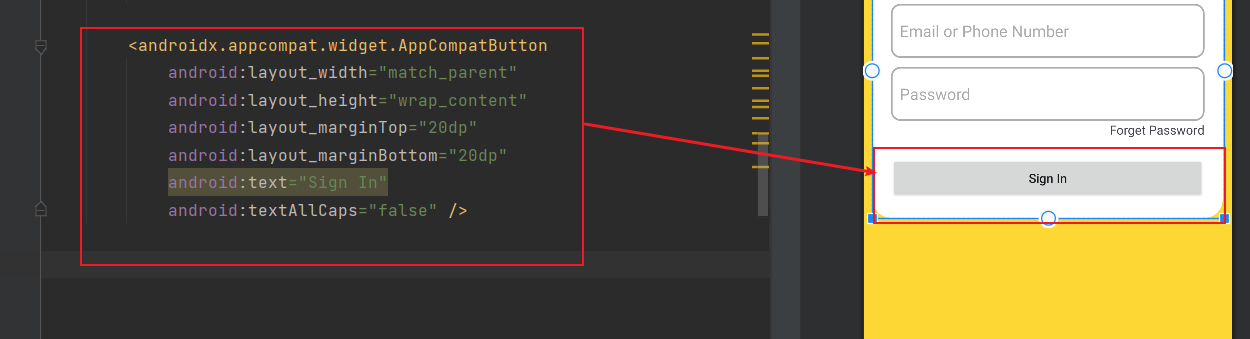 <androidx.appcompat.widget.AppCompatButton
android:layout_width="match_parent"
android:layout_height="wrap_content"
android:layout_marginTop="20dp"
android:layout_marginBottom="20dp"
android:text="Sign In"
android:textAllCaps="false" />
Email or Phone Number
Password
Forget Password
Sign In